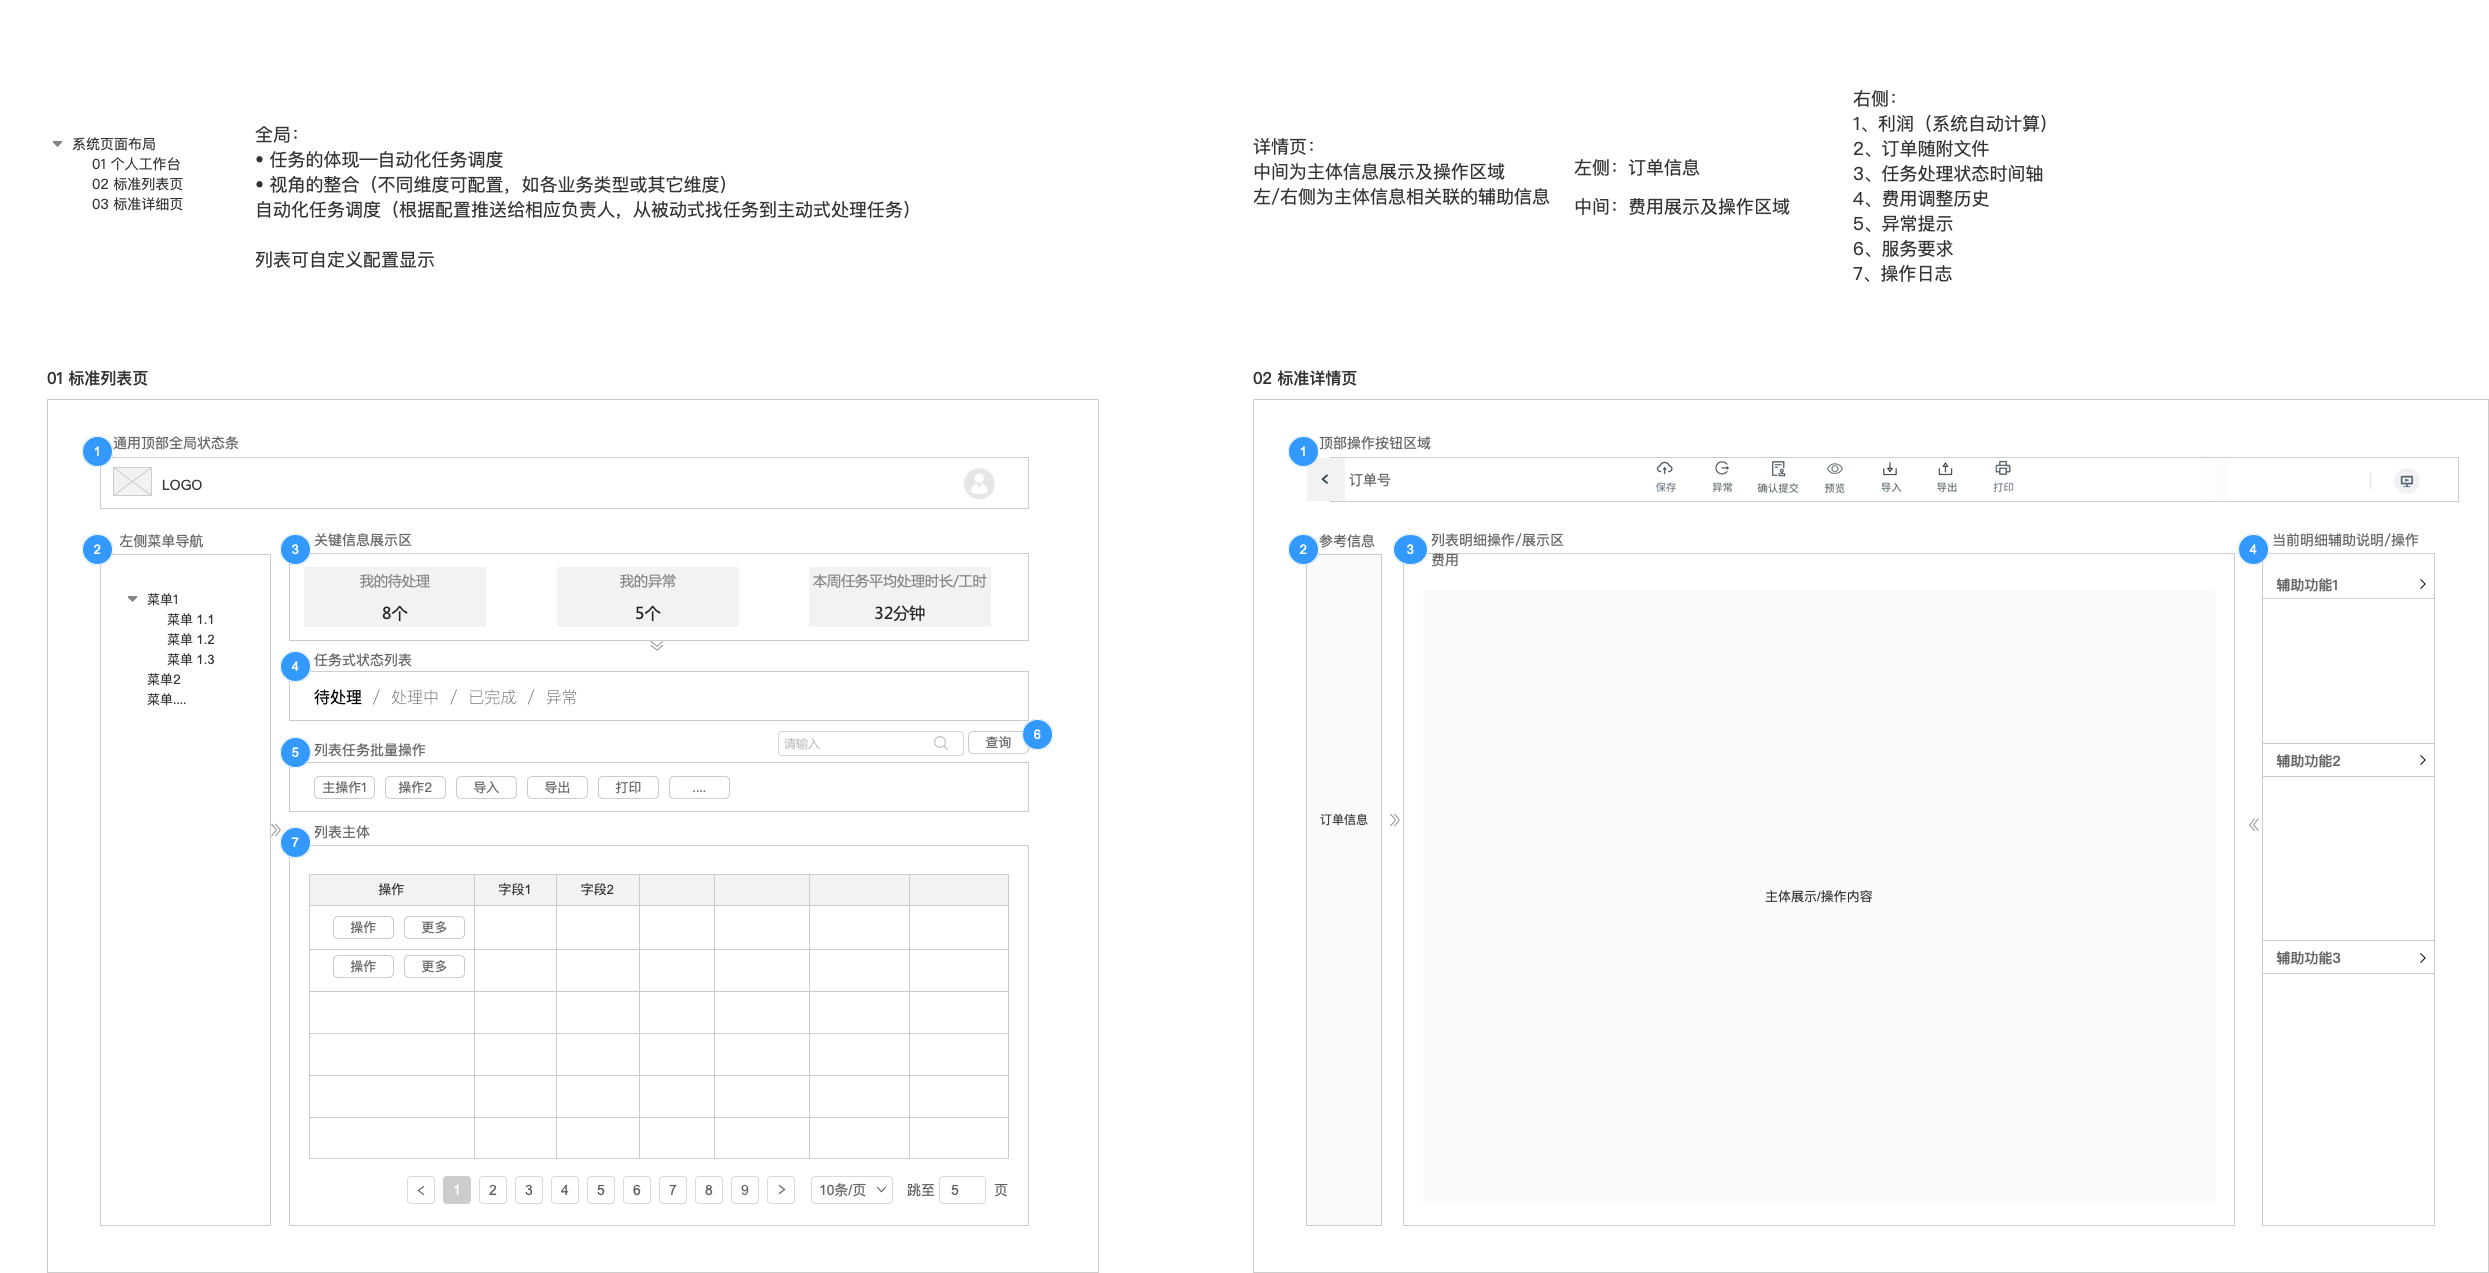 系统页面布局
01 个人工作台
02 标准列表页
03 标准详细页
全局：
• 任务的体现—自动化任务调度
• 视角的整合（不同维度可配置，如各业务类型或其它维度）
自动化任务调度（根据配置推送给相应负责人，从被动式找任务到主动式处理任务）
列表可自定义配置显示
详情页：
中间为主体信息展示及操作区域
左/右侧为主体信息相关联的辅助信息
左侧：订单信息
中间：费用展示及操作区域
右侧：
1、利润（系统自动计算）
2、订单随附文件
3、任务处理状态时间轴
4、费用调整历史
5、异常提示
6、服务要求
7、操作日志
01 标准列表页
1 通用顶部全局状态条
LOGO
2 左侧菜单导航
菜单1
菜单 1.1
菜单 1.2
菜单 1.3
菜单2
菜单....
3 关键信息展示区
我的待处理 我的异常 本周任务平均处理时长/工时
8个 5个 32分钟
4 任务式状态列表
待处理 / 处理中 / 已完成 / 异常
请输入 查询 6
5 列表任务批量操作
主操作1 操作2 导入 导出 打印 ....
7 列表主体
操作 字段1 字段2
操作 更多
操作 更多
< 1 2 3 4 5 6 7 8 9 > 10条/页 跳至 5 页
02 标准详情页
1 顶部操作按钮区域
订单号
保存 异常 确认提交 预览 导入 导出 打印
2 参考信息
订单信息
3 列表明细操作/展示区
费用
主体展示/操作内容
4 当前明细辅助说明/操作
辅助功能1
辅助功能2
辅助功能3